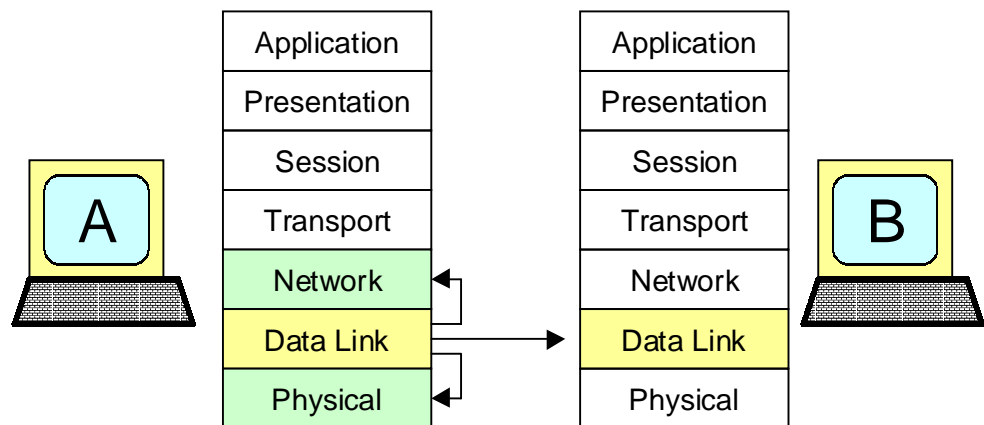 Application
Presentation
Session
Transport
Network
Data Link
Physical
A
Application
Presentation
Session
Transport
Network
Data Link
Physical
B